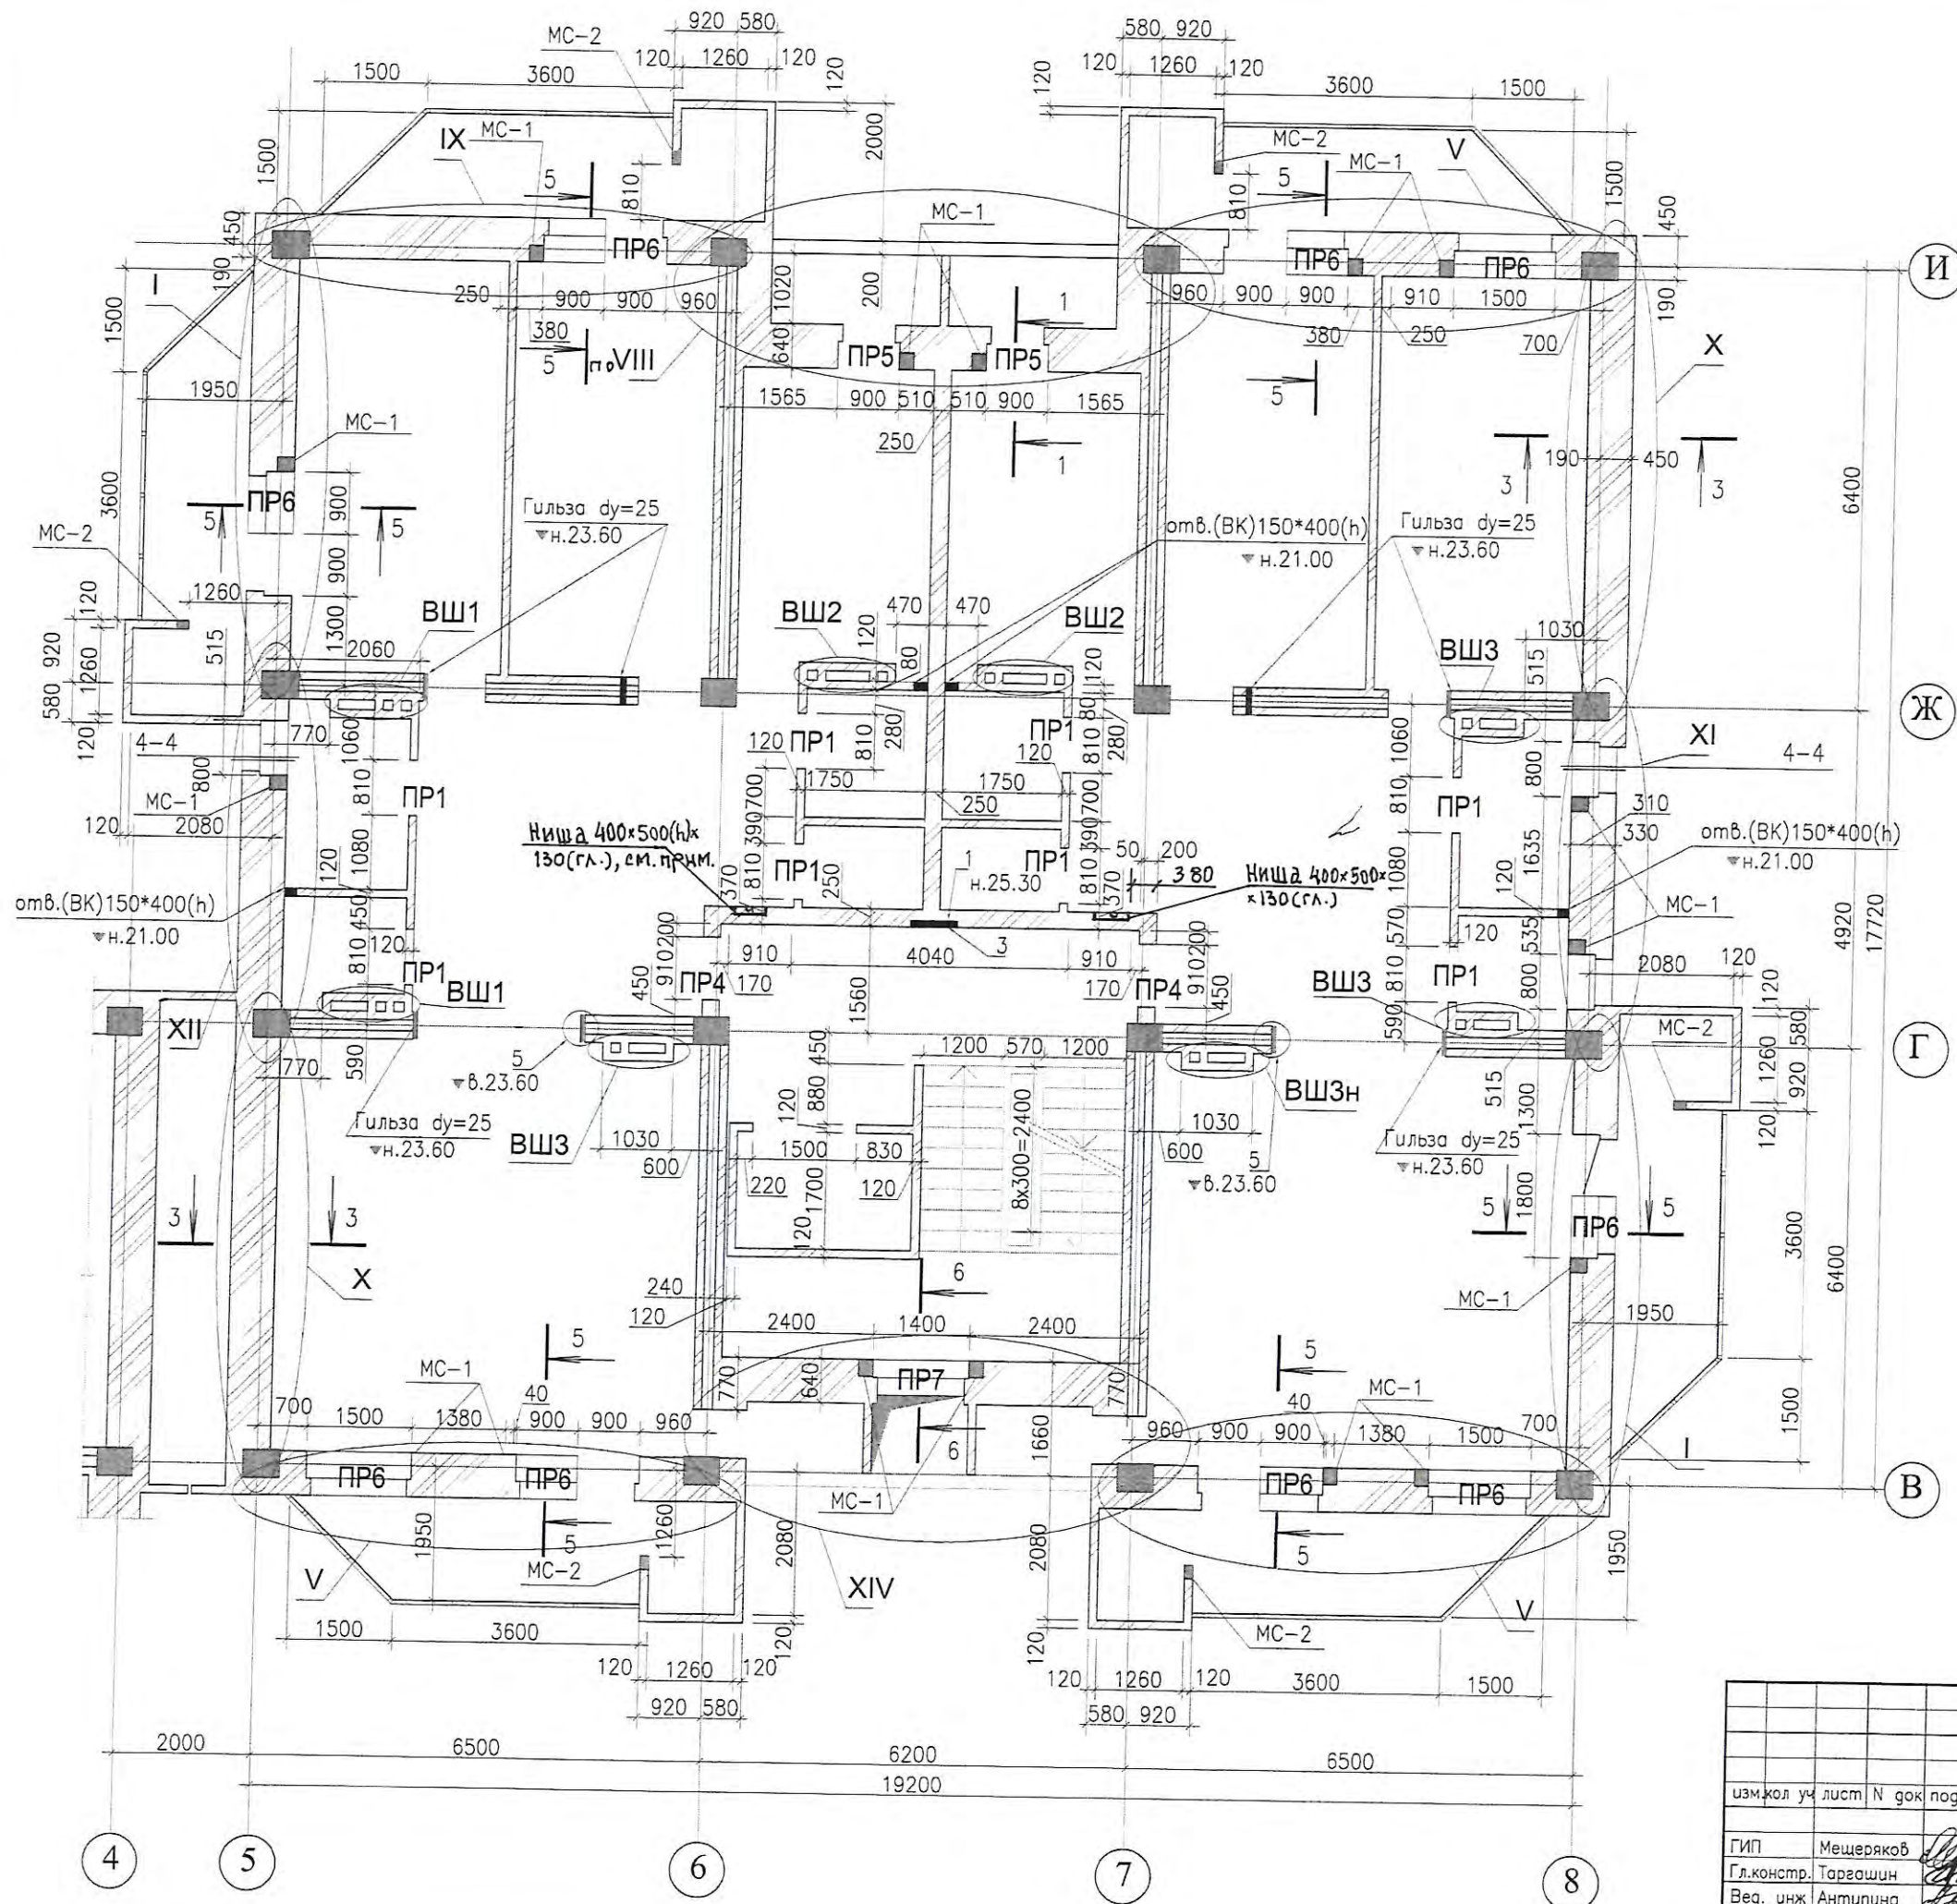 920 580
580 920
МС-2
120 1260 120
120 1260 120
1500 3600
120
120
3600 1500
IX МС-1
2000
МС-2
МС-1 V
1500
1500
5
810
МС-1
810
5
450
450
ПР6
ПР6
ПР6
И
190
190
I
250 900 900 960
1020
200
1
960 900 900 910 1500
380
380 250
700
5
по VIII
640
ПР5 ПР5
X
1500
1950
1565 900 510 510 900 1565
5
250
1
МС-1
190 450
3 3
6400
3600
ПР6
900
5 5
Гильза dy=25
н.23.60
отв.(ВК)150*400(h)
н.21.00
Гильза dy=25
н.23.60
МС-2
900
1260
120
ВШ1
ВШ2
470 470
ВШ2
1030
ВШ3
920
1260
580
515
1300
2060
120
80
120
515
Ж
770
1060
810
280
80
810
280
1060
XI
4-4
120
4-4
800
120 ПР1
ПР1
120
800
МС-1
810
ПР1
1750 1750
250
810
ПР1
310
330
120 2080
700
390
700
390
1635
отв.(ВК)150*400(h)
н.21.00
Ниша 400×500(h)×
130(гл.), см. прим.
120
1080
ПР1
ПР1
1
н.25.30
50 200
380
Ниша 400×500×
×130(гл.)
1080
120
370
810
250
810
370
отв.(ВК)150*400(h)
н.21.00
450
3
МС-1
4920
17720
120
570
120
535
810
ПР1
200
910
910 4040 910
200
910
810
ПР1
2080 120
170
170
ВШ1
ПР4
ПР4
ВШ3
800
120
450
450
1560
590
МС-2
580
1260
XII
Г
770
590
5
в.23.60
450
1200 570 1200
515
920
ВШ3н
880
120
8х300=2400
1300
120
Гильза dy=25
н.23.60
ВШ3
1030
600
1500 830
1030
600
5
в.23.60
Гильза dy=25
н.23.60
220
1700
120
3 3
5
1800
ПР6
5
3600
120
X
240
120
6
МС-1
1950
6400
2400 1400 2400
5
МС-1
770
640
ПР7
770
5
МС-1
700 1500 1380
40
900 900 960
6
1660
960 900 900
40
1380 1500
700
1500
I
ПР6
ПР6
МС-1
ПР6
ПР6
В
1950
5
1260
2080
2080
5
1950
V
МС-2
XIV
V
1500 3600
120
МС-2
120 1260 120
120 1260 120
3600 1500
920 580
580 920
2000 6500 6200 6500
19200
4 5 6 7 8
изм. кол уч лист N док под
ГИП Мещеряков
Гл.констр. Таргашин
Вед. инж Антипина